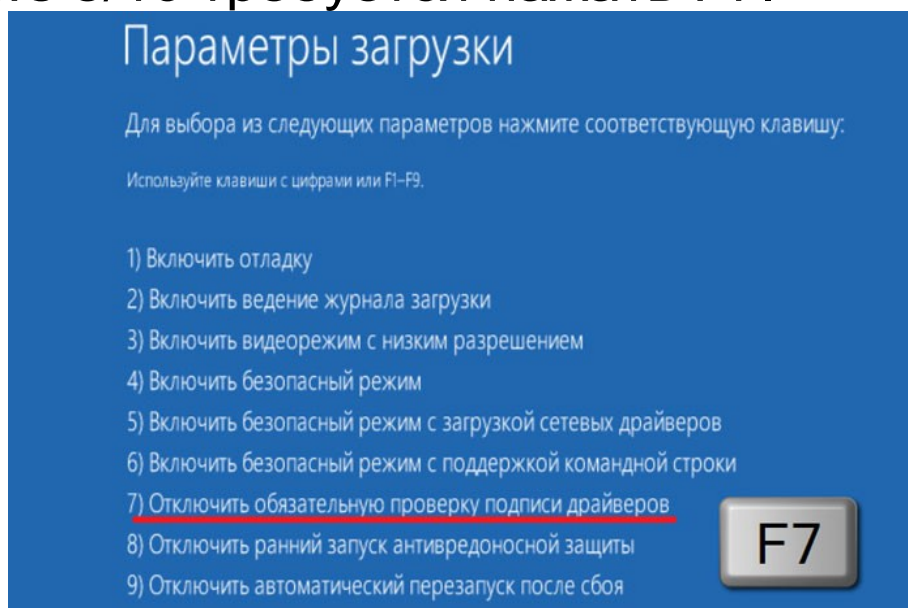 требуется нажать F7.
Параметры загрузки
Для выбора из следующих параметров нажмите соответствующую клавишу:
Используйте клавиши с цифрами или F1–F9.
1) Включить отладку
2) Включить ведение журнала загрузки
3) Включить видеорежим с низким разрешением
4) Включить безопасный режим
5) Включить безопасный режим с загрузкой сетевых драйверов
6) Включить безопасный режим с поддержкой командной строки
7) Отключить обязательную проверку подписи драйверов
8) Отключить ранний запуск антивредоносной защиты
9) Отключить автоматический перезапуск после сбоя
F7